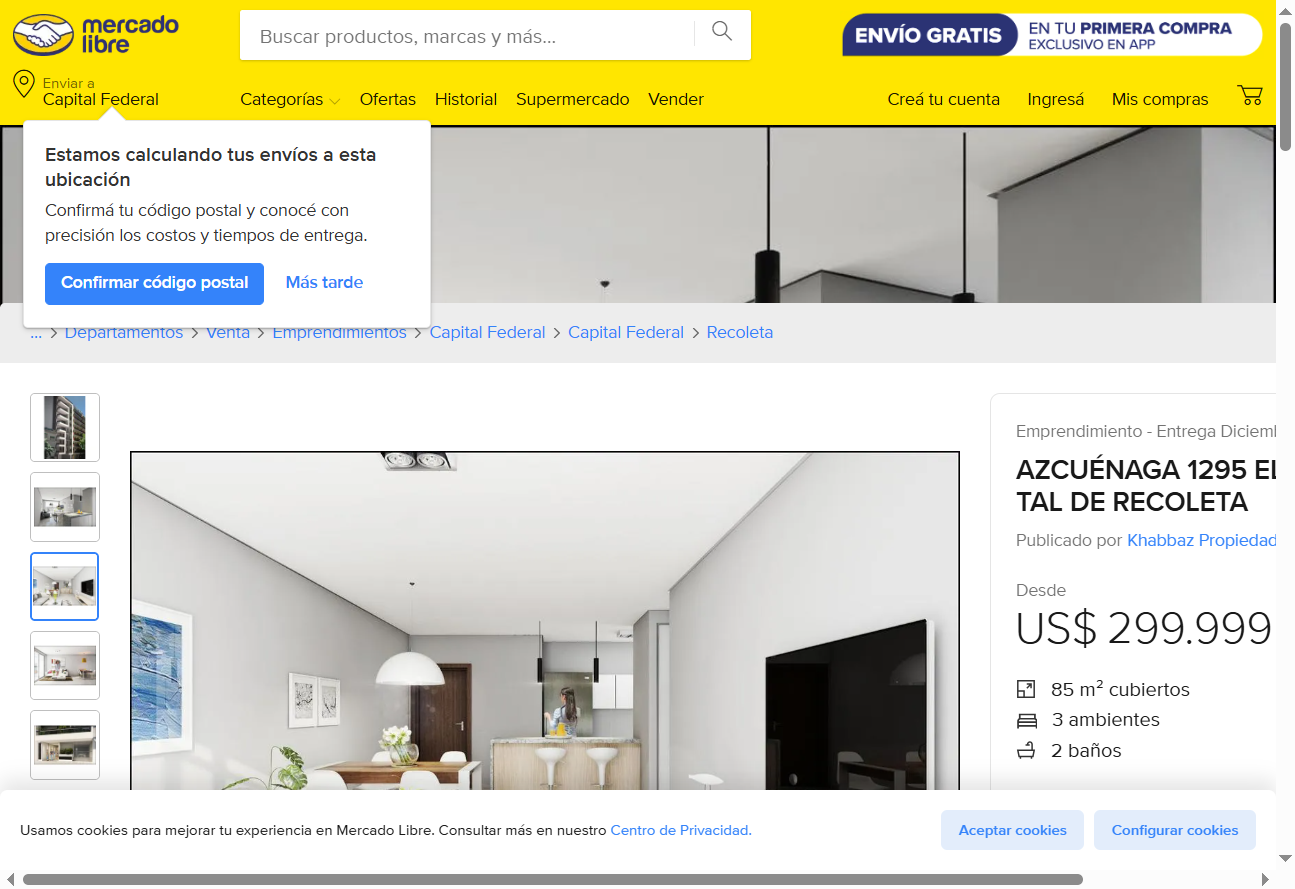 mercado
libre
Buscar productos, marcas y más...
ENVÍO GRATIS
EN TU PRIMERA COMPRA
EXCLUSIVO EN APP
Enviar a
Capital Federal
Categorías
Ofertas
Historial
Supermercado
Vender
Creá tu cuenta
Ingresá
Mis compras
Estamos calculando tus envíos a esta
ubicación
Confirmá tu código postal y conocé con
precisión los costos y tiempos de entrega.
Confirmar código postal
Más tarde
... > Departamentos > Venta > Emprendimientos > Capital Federal > Capital Federal > Recoleta
Emprendimiento - Entrega Diciem
AZCUÉNAGA 1295 EL
TAL DE RECOLETA
Publicado por Khabbaz Propiedad
Desde
US$ 299.999
85 m² cubiertos
3 ambientes
2 baños
Usamos cookies para mejorar tu experiencia en Mercado Libre. Consultar más en nuestro Centro de Privacidad.
Aceptar cookies
Configurar cookies